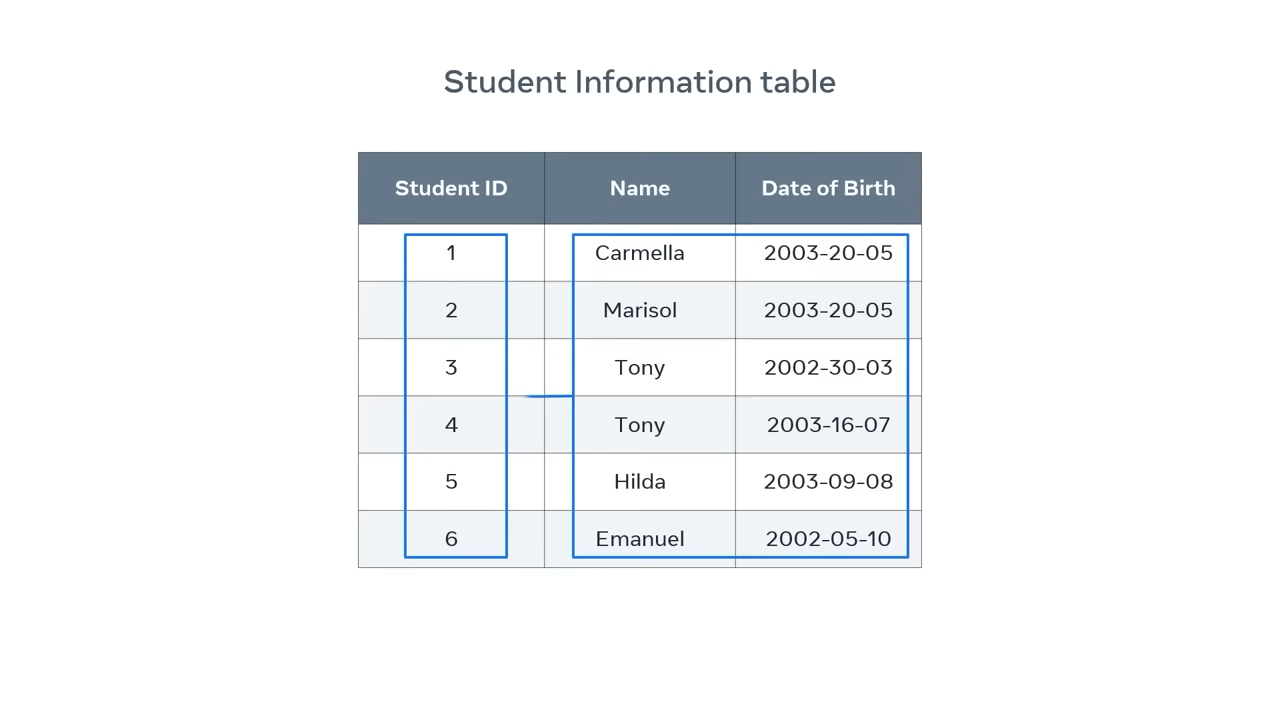 Student Information table
Student ID Name Date of Birth
1 Carmella 2003-20-05
2 Marisol 2003-20-05
3 Tony 2002-30-03
4 Tony 2003-16-07
5 Hilda 2003-09-08
6 Emanuel 2002-05-10